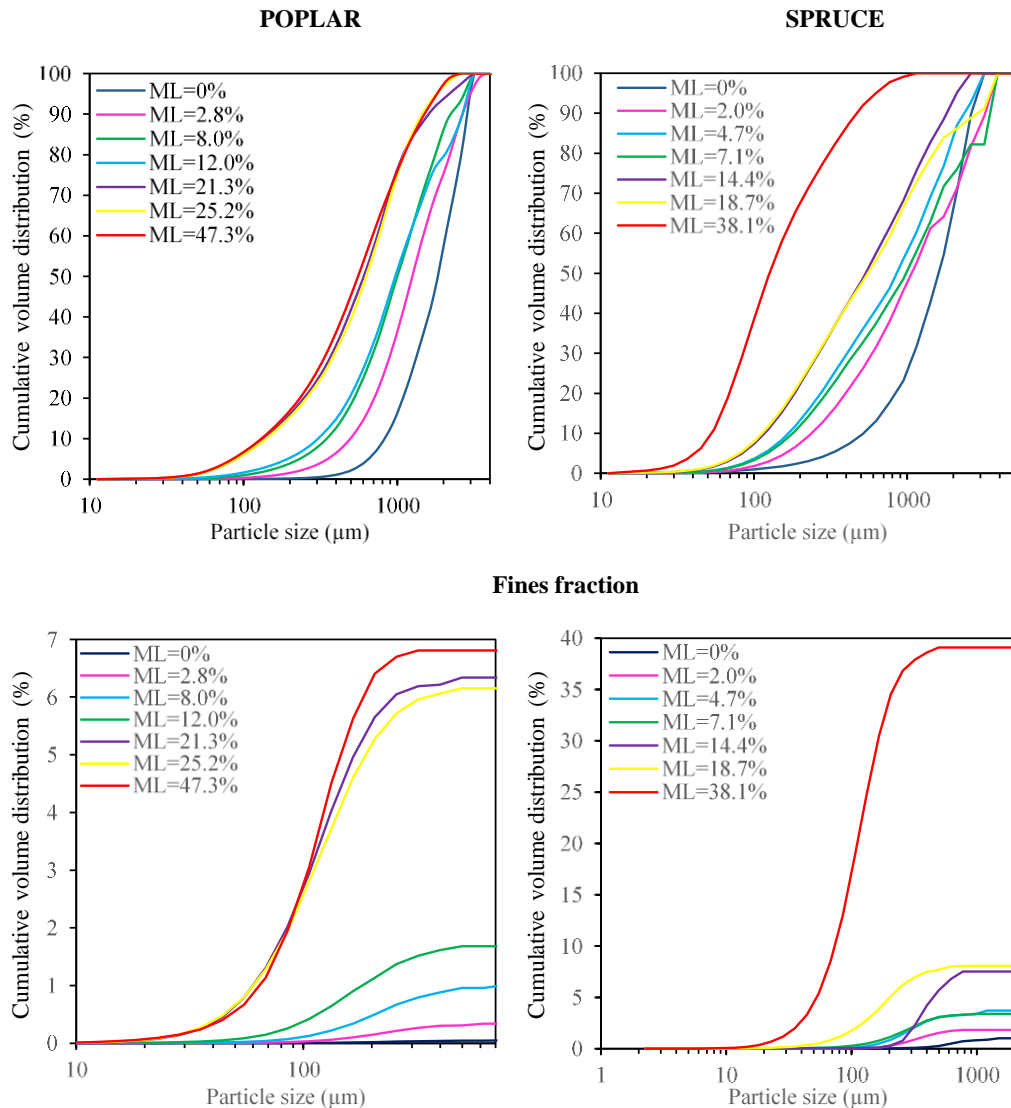 POPLAR
SPRUCE
Cumulative volume distribution (%)
100
90
80
70
60
50
40
30
20
10
0
ML=0%
ML=2.8%
ML=8.0%
ML=12.0%
ML=21.3%
ML=25.2%
ML=47.3%
10
100
1000
Particle size (µm)
Cumulative volume distribution (%)
100
90
80
70
60
50
40
30
20
10
0
ML=0%
ML=2.0%
ML=4.7%
ML=7.1%
ML=14.4%
ML=18.7%
ML=38.1%
10
100
1000
Particle size (µm)
Fines fraction
Cumulative volume distribution (%)
7
6
5
4
3
2
1
0
ML=0%
ML=2.8%
ML=8.0%
ML=12.0%
ML=21.3%
ML=25.2%
ML=47.3%
10
100
Particle size (µm)
Cumulative volume distribution (%)
40
35
30
25
20
15
10
5
0
ML=0%
ML=2.0%
ML=4.7%
ML=7.1%
ML=14.4%
ML=18.7%
ML=38.1%
1
10
100
1000
Particle size (µm)